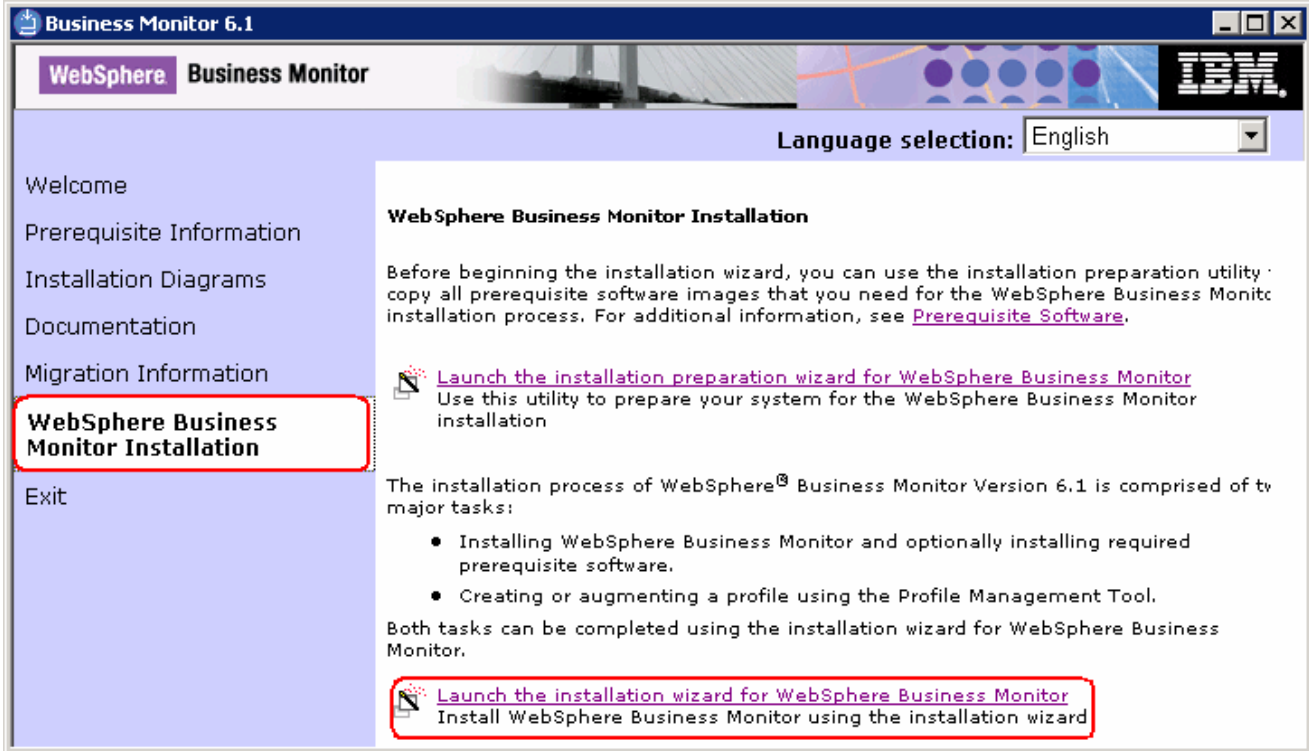 Business Monitor 6.1
WebSphere. Business Monitor
IBM.
Language selection: English
Welcome
Prerequisite Information
Installation Diagrams
Documentation
Migration Information
WebSphere Business
Monitor Installation
Exit
WebSphere Business Monitor Installation
Before beginning the installation wizard, you can use the installation preparation utility
copy all prerequisite software images that you need for the WebSphere Business
installation process. For additional information, see Prerequisite Software.
Launch the installation preparation wizard for WebSphere Business Monitor
Use this utility to prepare your system for the WebSphere Business Monitor
installation
The installation process of WebSphere® Business Monitor Version 6.1 is comprised of
major tasks:
• Installing WebSphere Business Monitor and optionally installing required
prerequisite software.
• Creating or augmenting a profile using the Profile Management Tool.
Both tasks can be completed using the installation wizard for WebSphere Business
Monitor.
Launch the installation wizard for WebSphere Business Monitor
Install WebSphere Business Monitor using the installation wizard